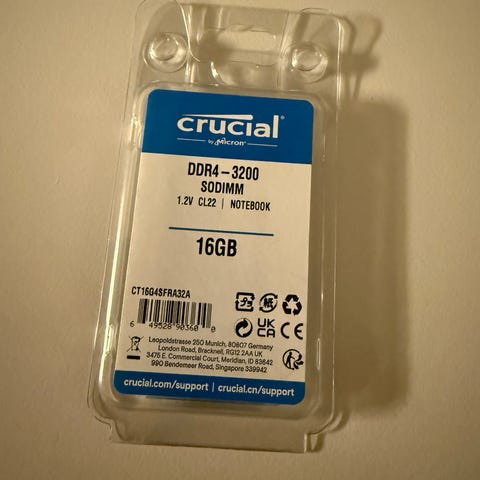 crucial®
by Micron®
DDR4-3200
SODIMM
1.2V CL22 | NOTEBOOK
16GB
CT16G4SFRA32A
6 49528 90360 0
UK
CA CE
Leopoldstrasse 250 Munich, 80807 Germany
London Road, Bracknell, RG12 2AA UK
3475 E. Commercial Court, Meridian, ID 83642
990 Bendemeer Road, Singapore 339942
crucial.com/support | crucial.cn/support